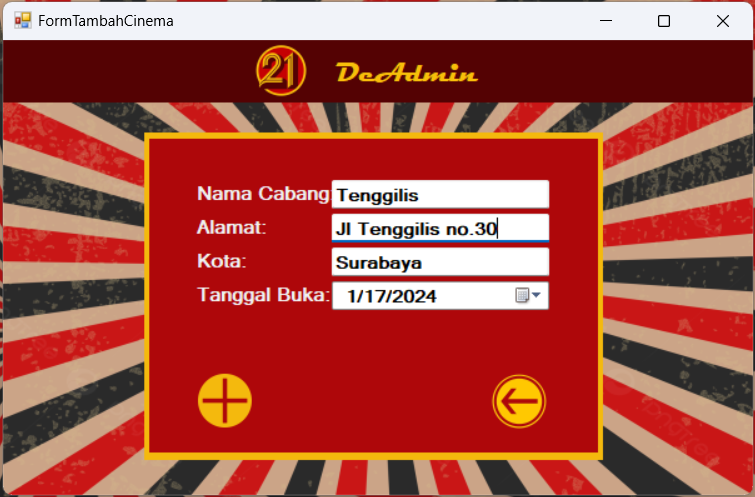 FormTambahCinema
21 DeAdmin
Nama Cabang: Tenggilis
Alamat: Jl Tenggilis no.30
Kota: Surabaya
Tanggal Buka: 1/17/2024